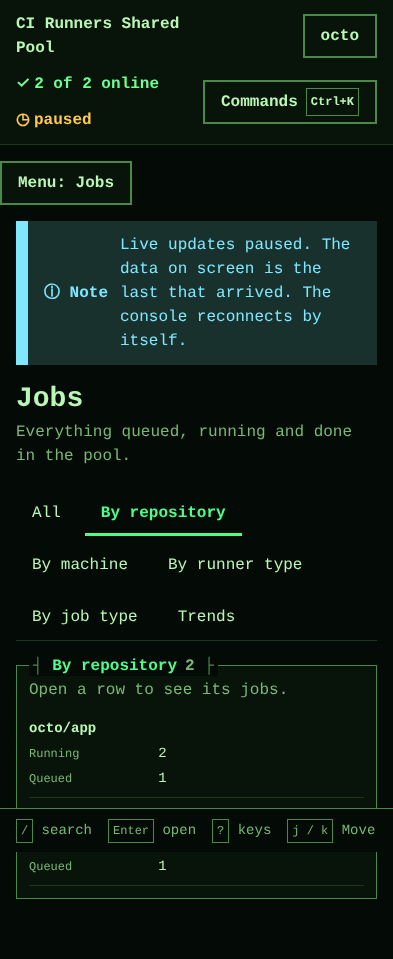 CI Runners Shared Pool
octo
✓ 2 of 2 online
Commands Ctrl+K
paused
Menu: Jobs
Note
Live updates paused. The
data on screen is the
last that arrived. The
console reconnects by
itself.
Jobs
Everything queued, running and done
in the pool.
All By repository
By machine By runner type
By job type Trends
By repository 2
Open a row to see its jobs.
octo/app
Running 2
Queued 1
/ search Enter open ? keys j / k Move
Queued 1